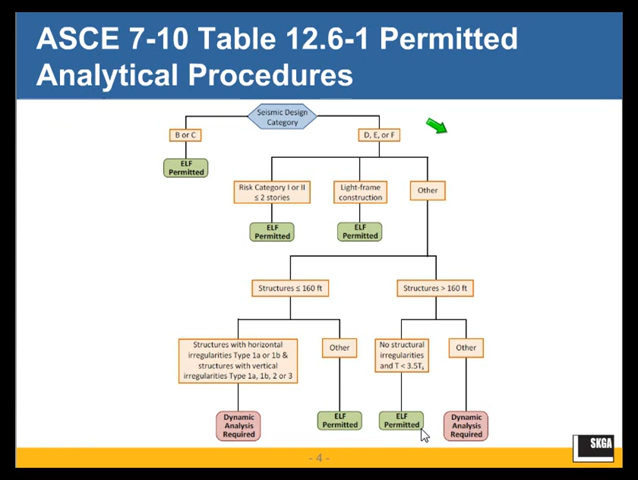 ASCE 7-10 Table 12.6-1 Permitted
Analytical Procedures
Seismic Design
Category
B or C
D, E, or F
ELF
Permitted
Risk Category I or II
≤ 2 stories
Light-frame
construction
Other
ELF
Permitted
ELF
Permitted
Structures ≤ 160 ft
Structures > 160 ft
Structures with horizontal
irregularities Type 1a or 1b &
structures with vertical
irregularities Type 1a, 1b, 2 or 3
Other
No structural
irregularities
and T < 3.5Ts
Other
Dynamic
Analysis
Required
ELF
Permitted
ELF
Permitted
Dynamic
Analysis
Required
- 4 -
SKGA